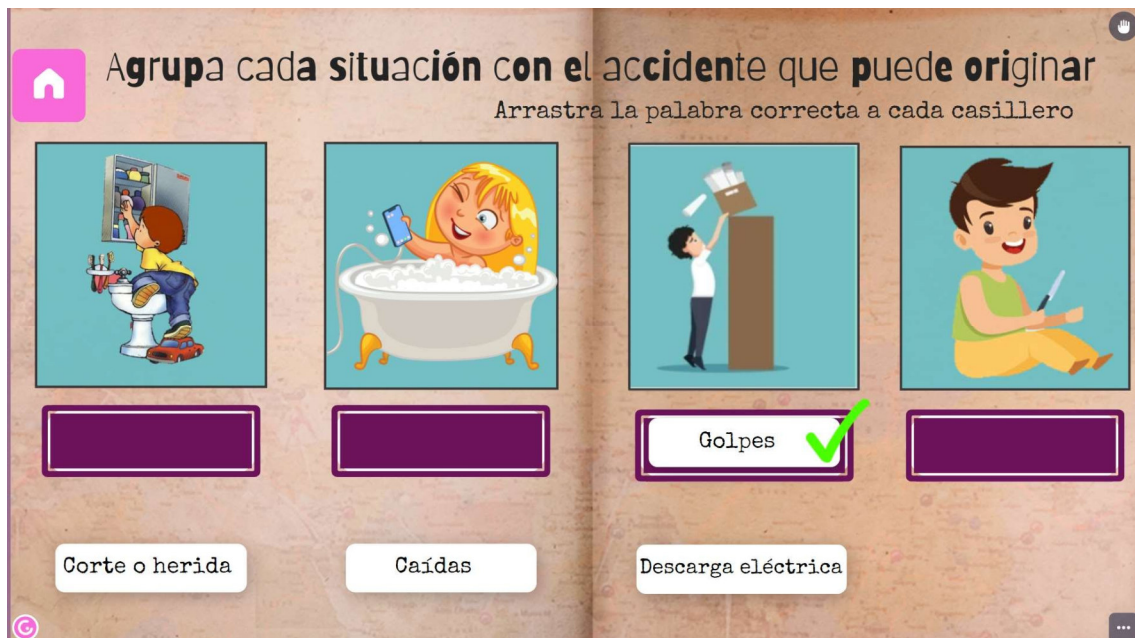 Agrupa cada situación con el accidente que puede originar
Arrastra la palabra correcta a cada casillero
Golpes
Corte o herida
Caídas
Descarga eléctrica